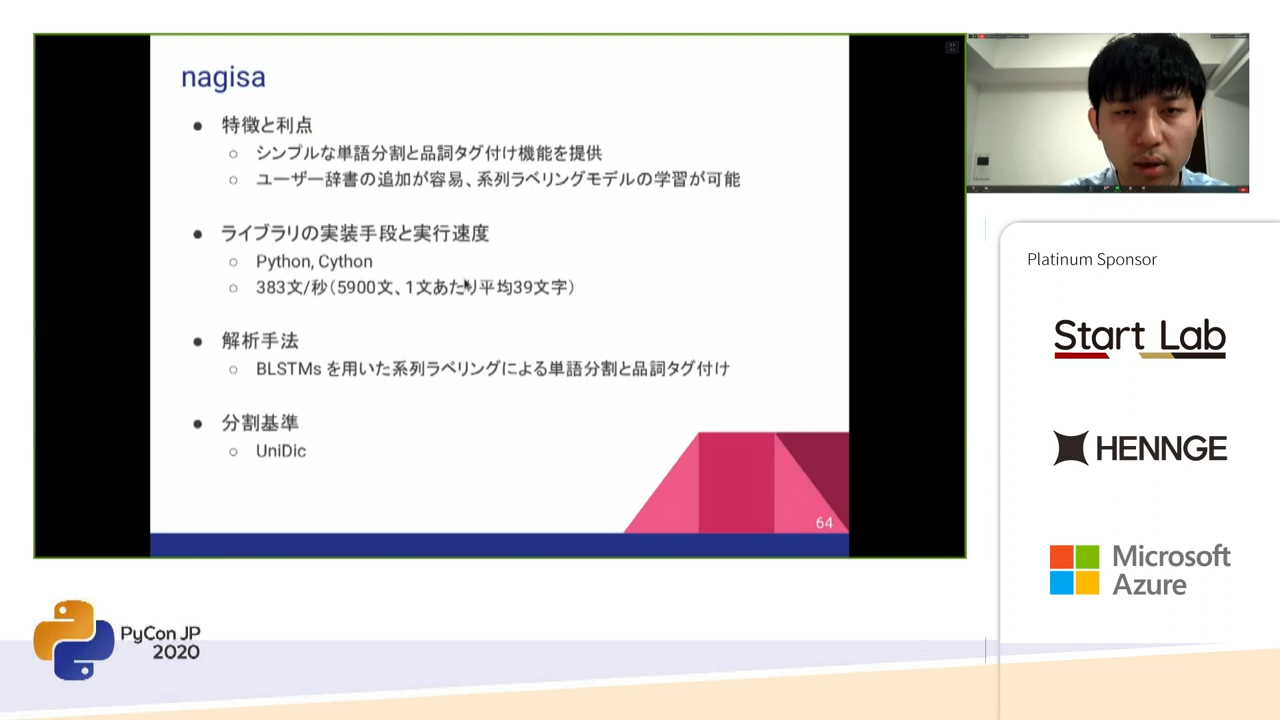 nagisa
● 特徴と利点
○ シンプルな単語分割と品詞タグ付け機能を提供
○ ユーザー辞書の追加が容易、系列ラベリングモデルの学習が可能
● ライブラリの実装手段と実行速度
○ Python, Cython
○ 383文/秒（5900文、1文あたり平均39文字）
● 解析手法
○ BLSTMs を用いた系列ラベリングによる単語分割と品詞タグ付け
● 分割基準
○ UniDic
64
Platinum Sponsor
Start Lab
HENNGE
Microsoft
Azure
PyCon JP
2020